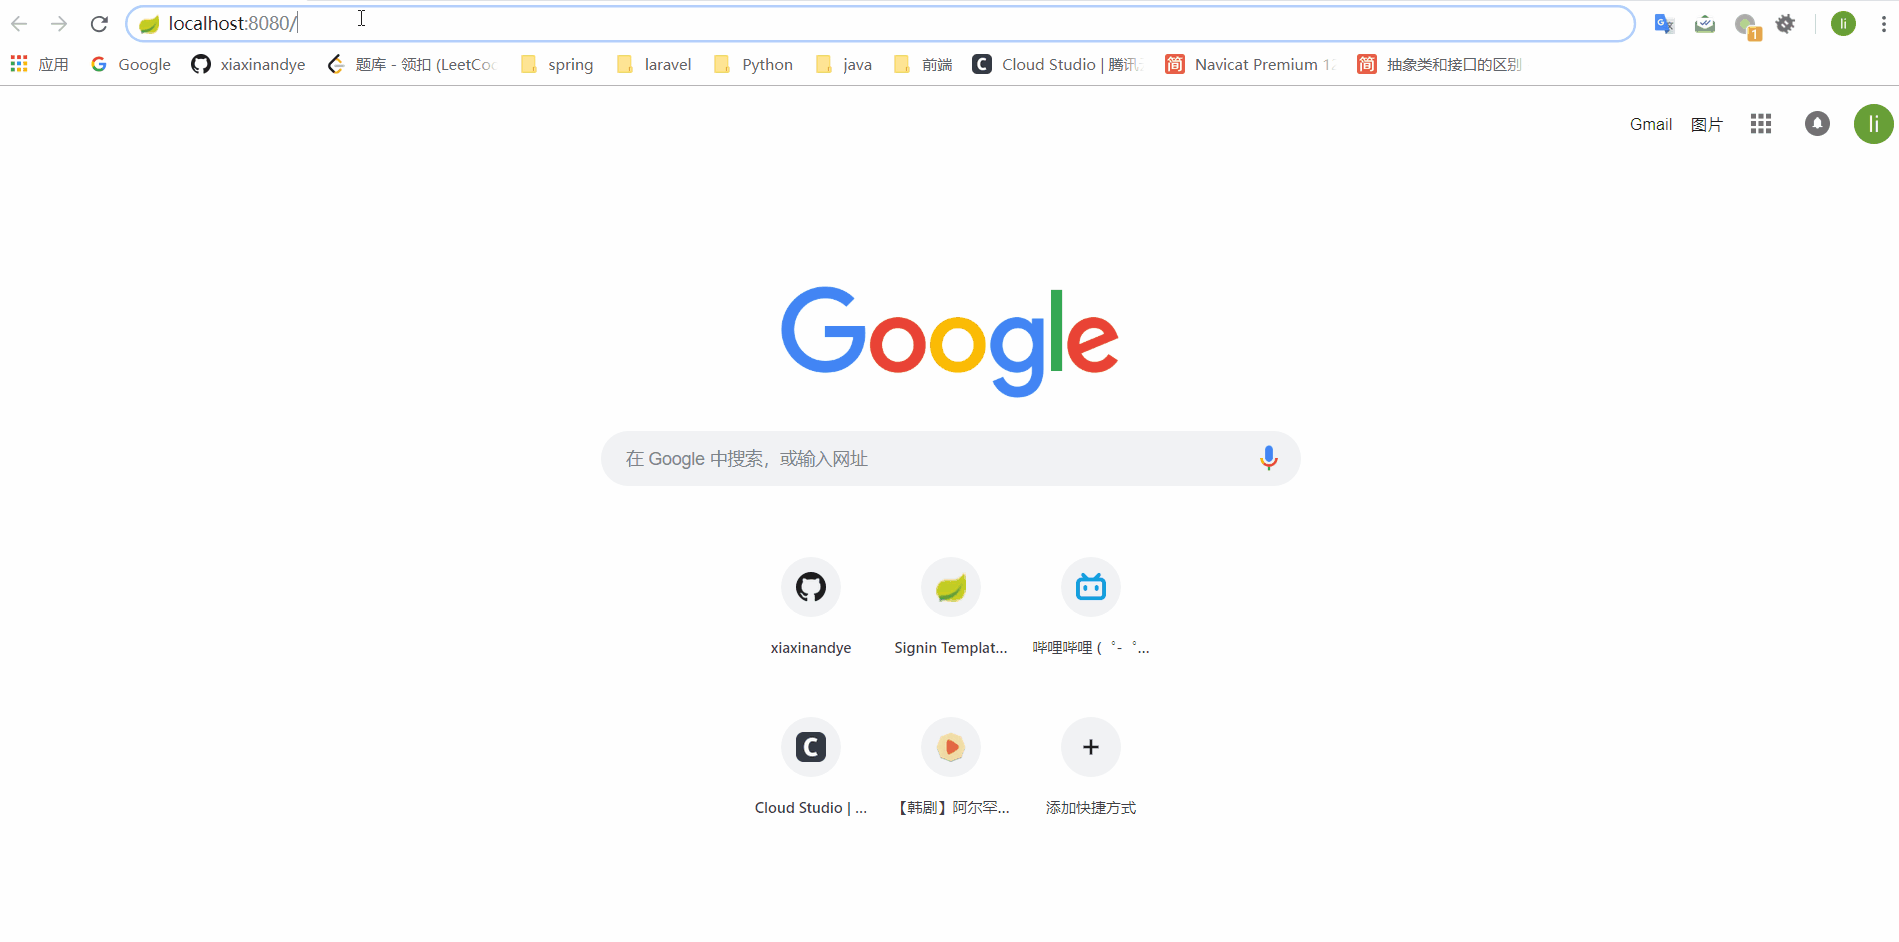 localhost:8080/
1
li
应用 Google xiaxinandye 题库 - 领扣 (LeetCo spring laravel Python java 前端 C Cloud Studio | 腾讯 简 Navicat Premium 12 简 抽象类和接口的区别
Gmail 图片 li
Google
在 Google 中搜索，或输入网址
xiaxinandye Signin Templat... 哔哩哔哩 ( ゜- ゜...
C
Cloud Studio | ... 【韩剧】阿尔罕... 添加快捷方式